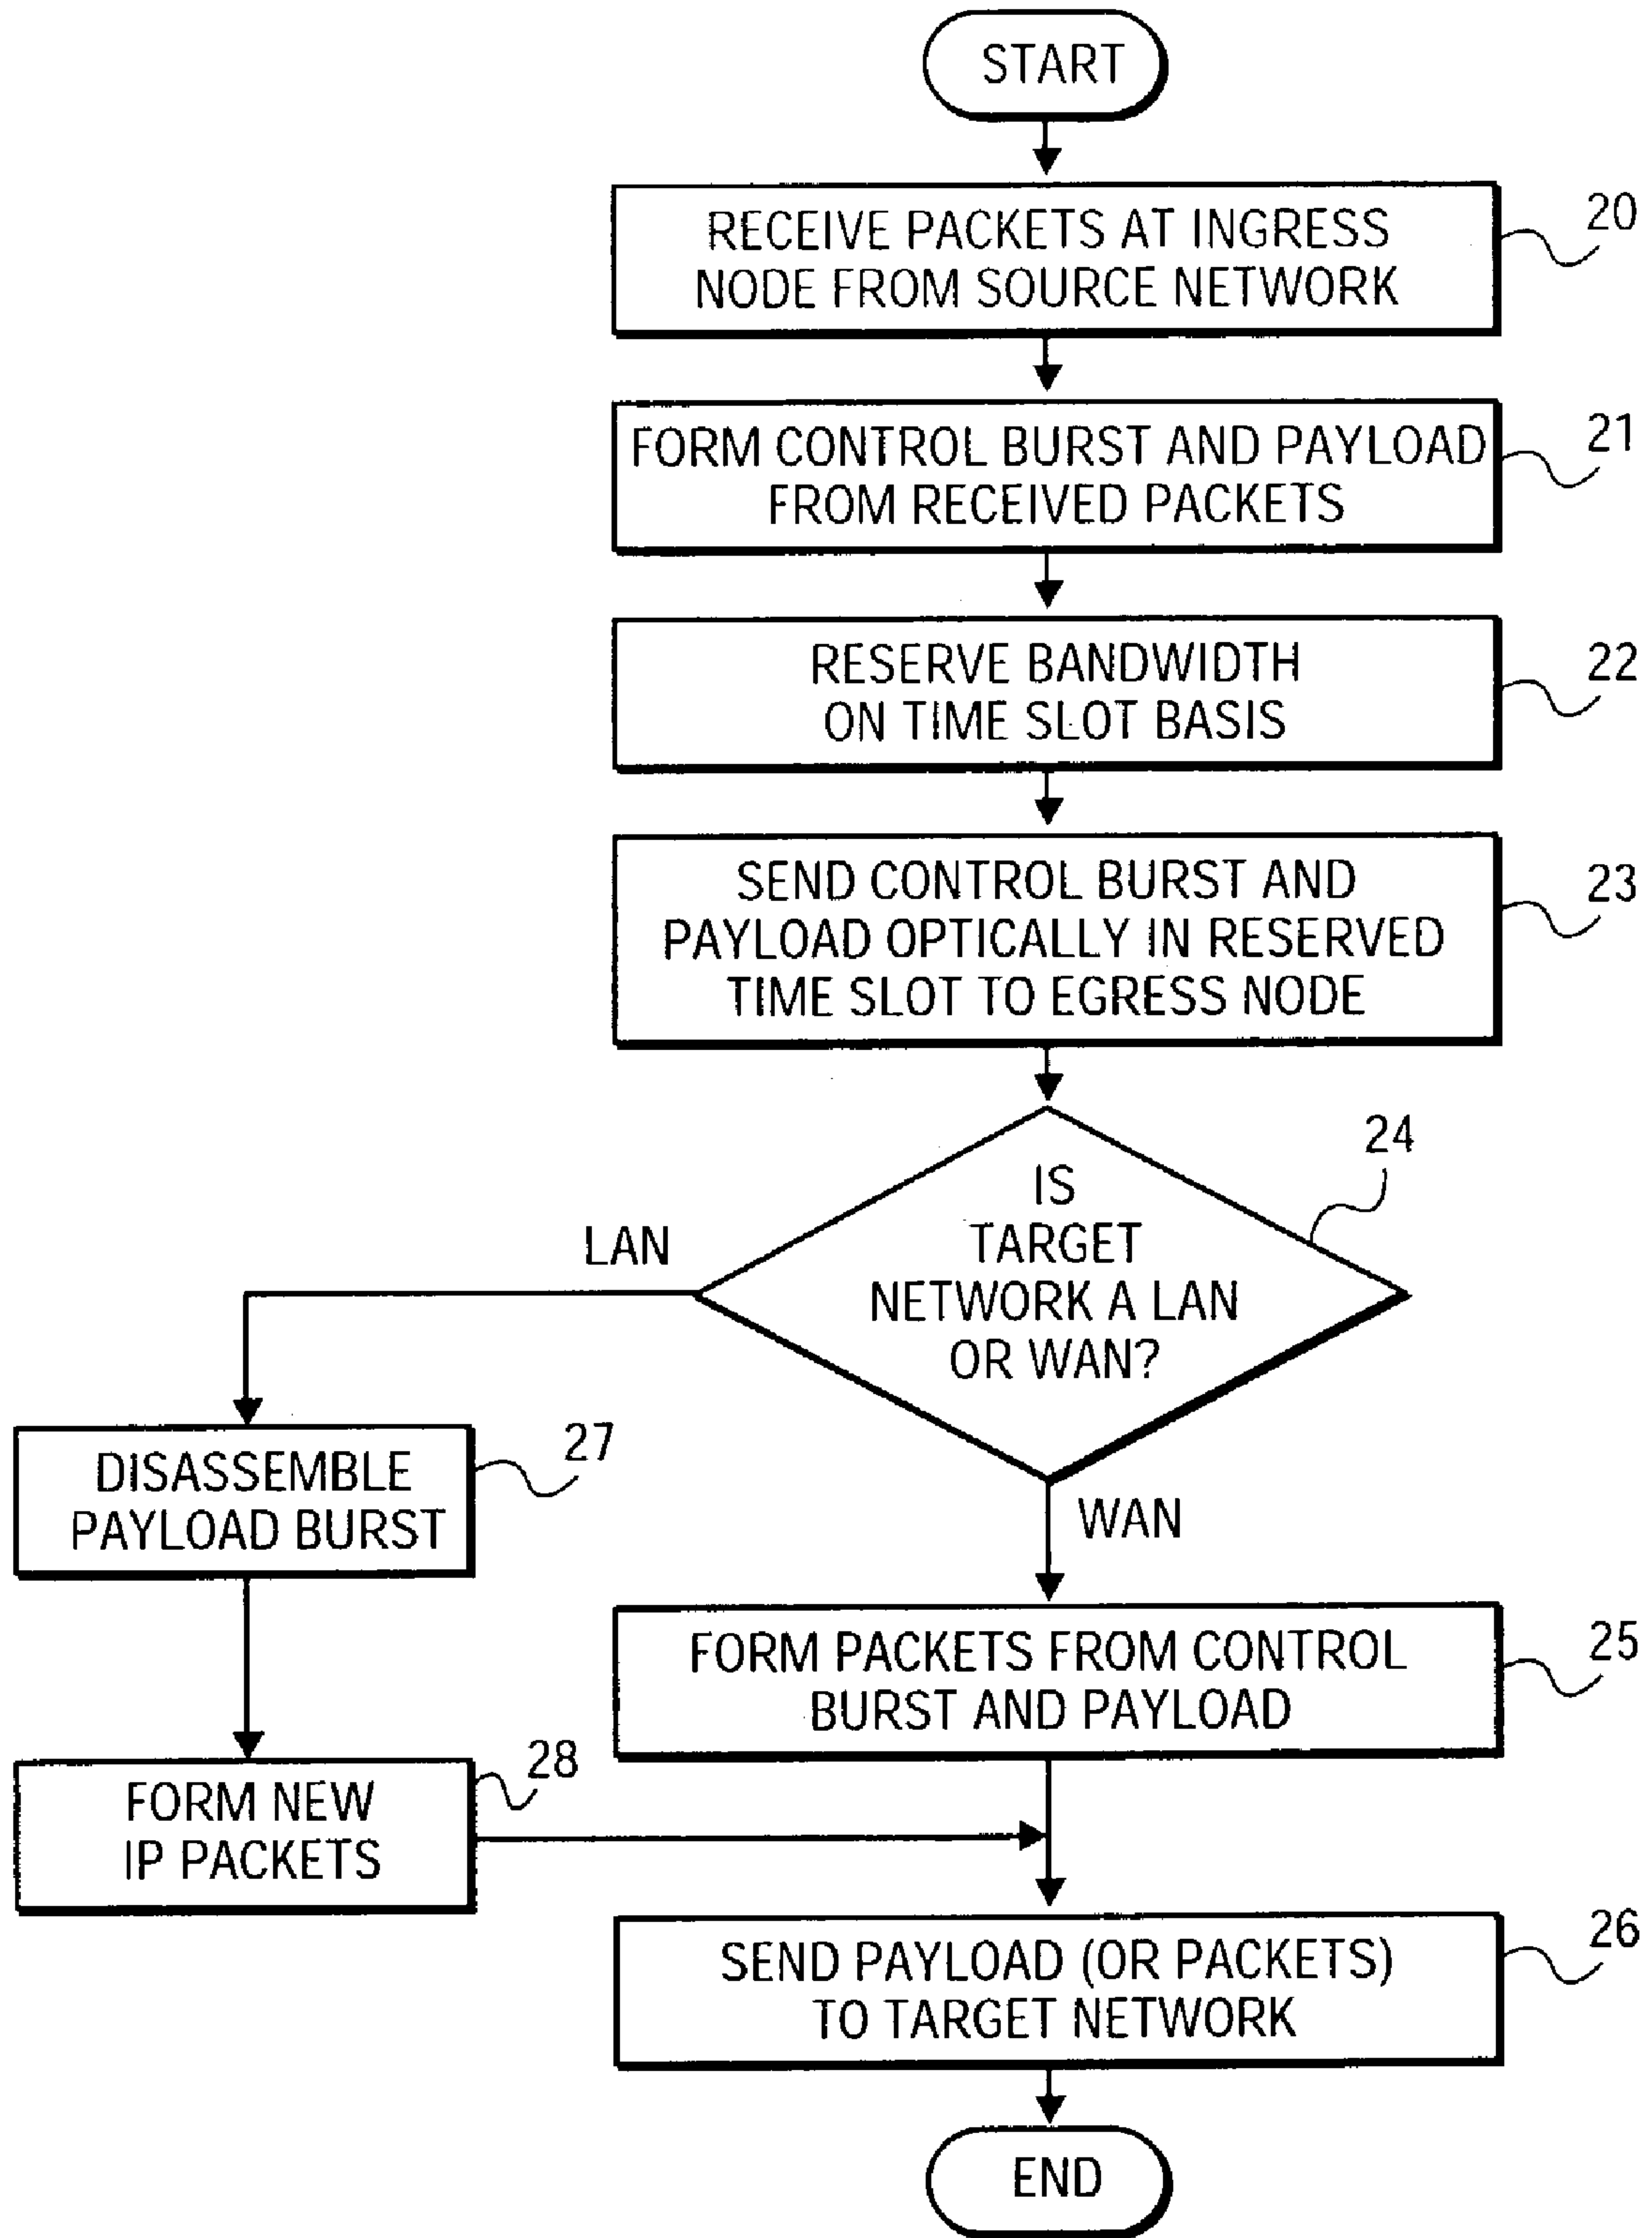 START
RECEIVE PACKETS AT INGRESS
NODE FROM SOURCE NETWORK
20
FORM CONTROL BURST AND PAYLOAD
FROM RECEIVED PACKETS
21
RESERVE BANDWIDTH
ON TIME SLOT BASIS
22
SEND CONTROL BURST AND
PAYLOAD OPTICALLY IN RESERVED
TIME SLOT TO EGRESS NODE
23
IS
TARGET
NETWORK A LAN
OR WAN?
24
LAN
WAN
DISASSEMBLE
PAYLOAD BURST
27
FORM PACKETS FROM CONTROL
BURST AND PAYLOAD
25
FORM NEW
IP PACKETS
28
SEND PAYLOAD (OR PACKETS)
TO TARGET NETWORK
26
END